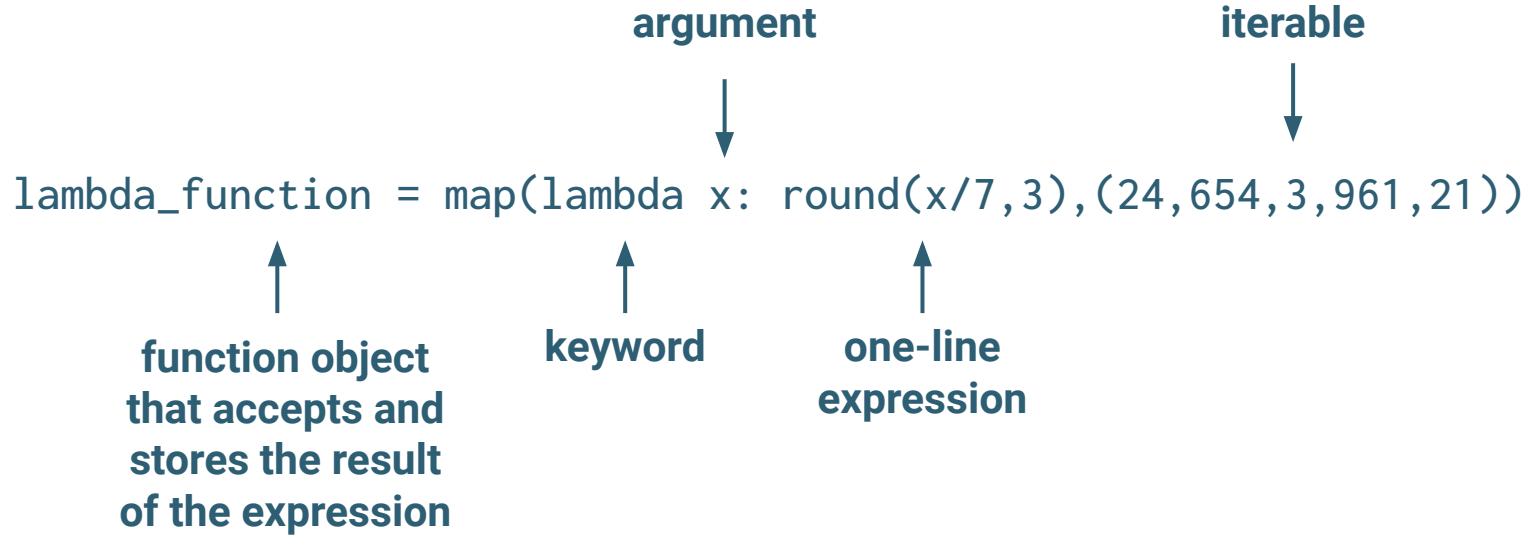 argument
iterable
lambda_function = map(lambda x: round(x/7,3),(24,654,3,961,21))
function object
that accepts and
stores the result
of the expression
keyword
one-line
expression